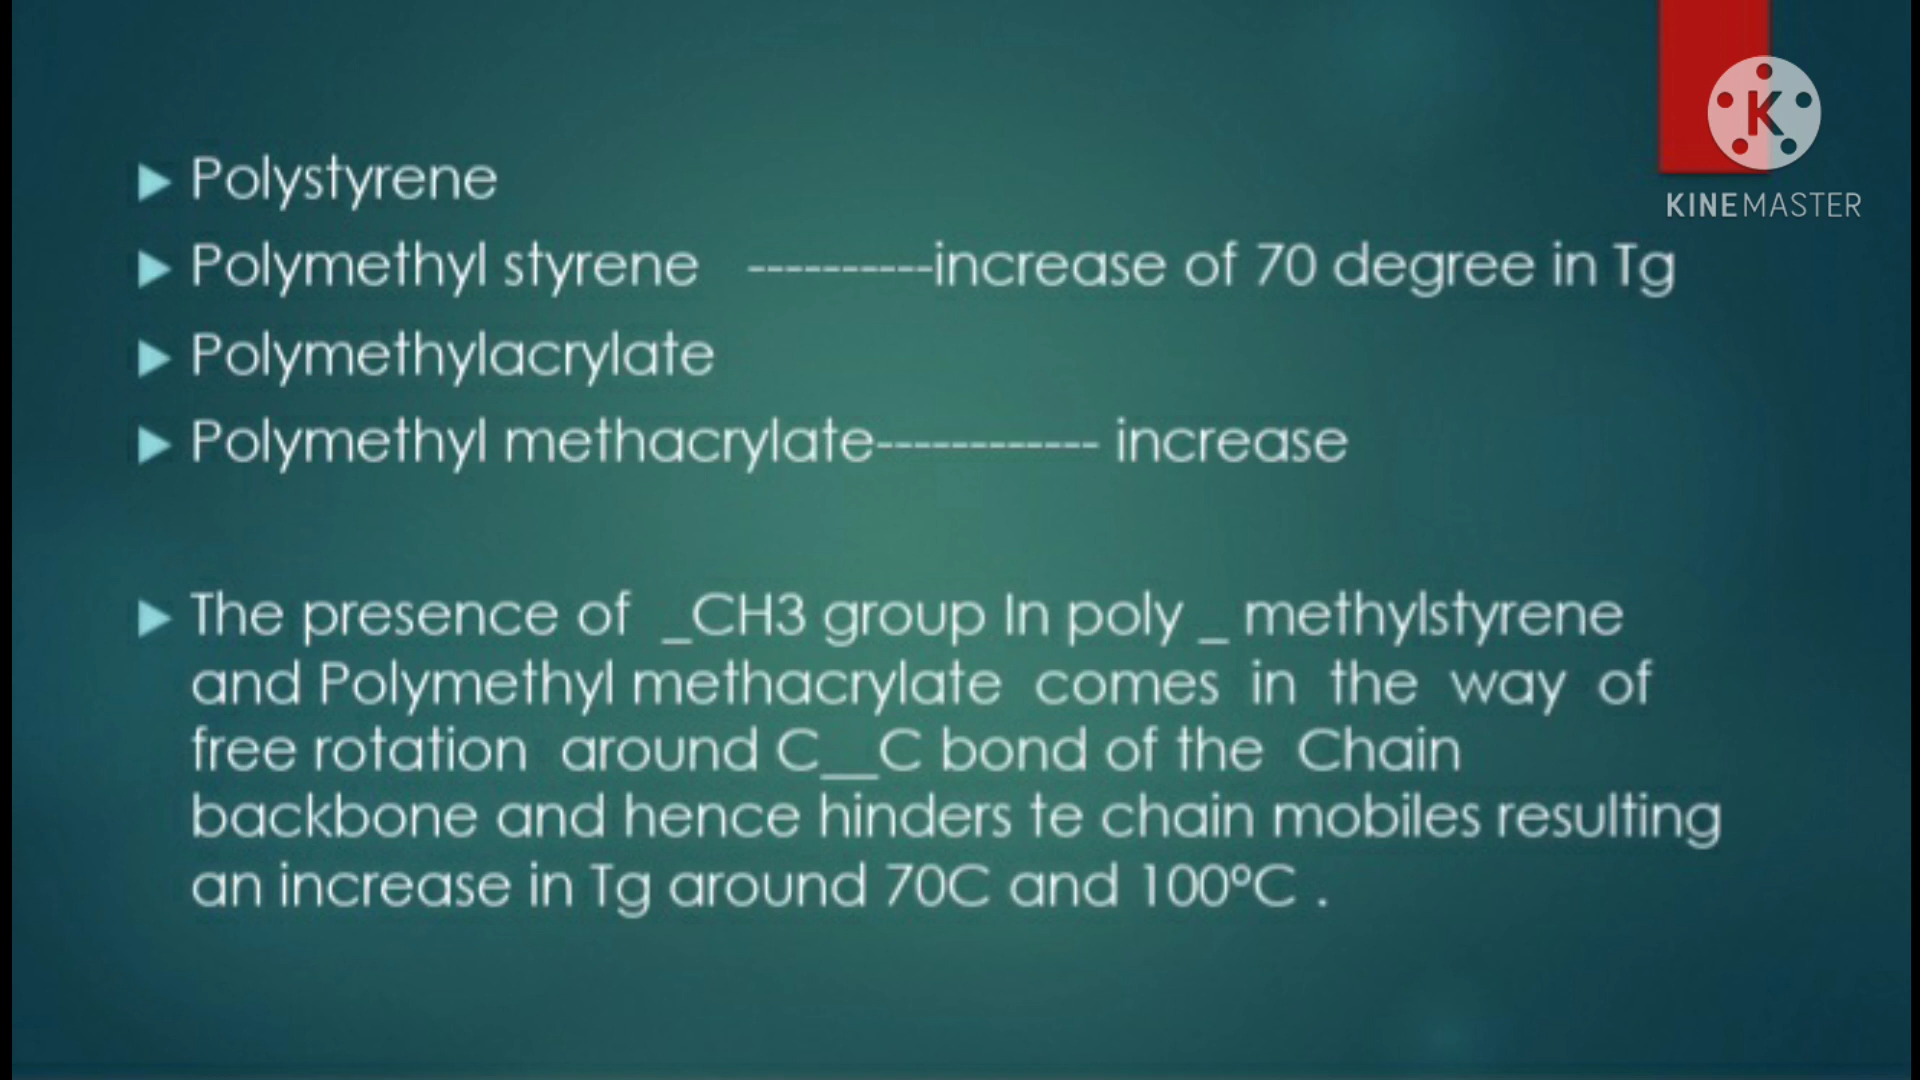 K
KINEMASTER
Polystyrene
Polymethyl styrene ----------increase of 70 degree in Tg
Polymethylacrylate
Polymethyl methacrylate------------ increase
The presence of _CH3 group In poly _ methylstyrene
and Polymethyl methacrylate comes in the way of
free rotation around C__C bond of the Chain
backbone and hence hinders te chain mobiles resulting
an increase in Tg around 70C and 100ºC .